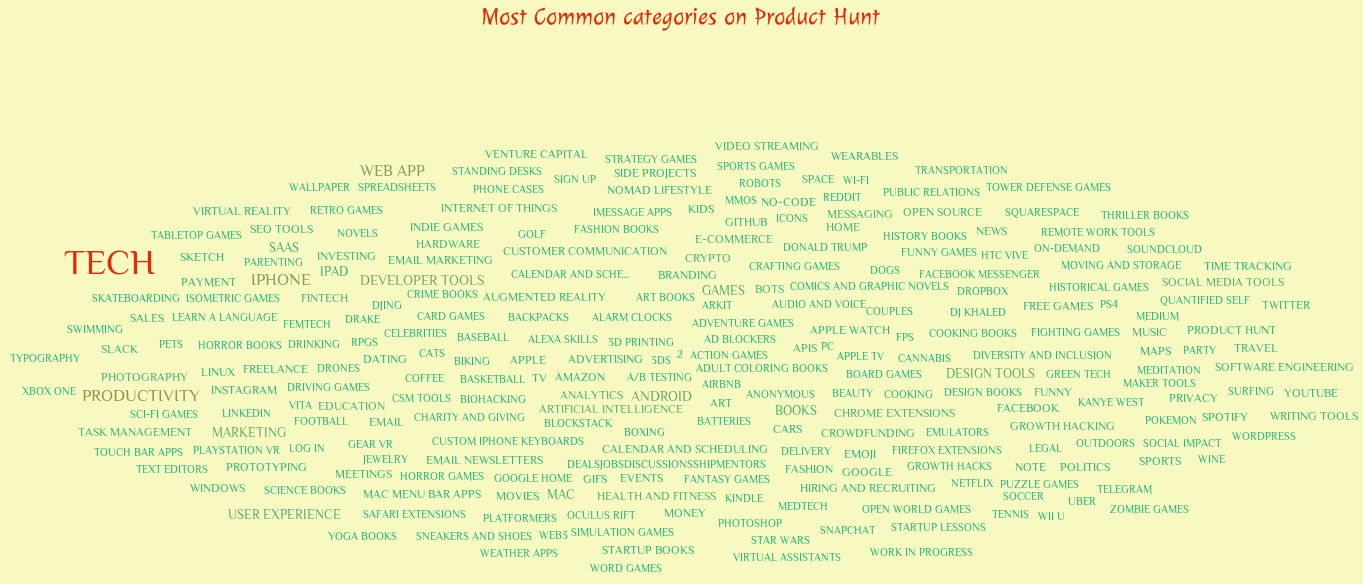 Most Common categories on Product Hunt
VIDEO STREAMING
VENTURE CAPITAL STRATEGY GAMES WEARABLES
WEB APP STANDING DESKS SIDE PROJECTS SPORTS GAMES TRANSPORTATION
WALLPAPER SPREADSHEETS PHONE CASES SIGN UP NOMAD LIFESTYLE ROBOTS SPACE WI-FI PUBLIC RELATIONS TOWER DEFENSE GAMES
VIRTUAL REALITY RETRO GAMES INTERNET OF THINGS IMESSAGE APPS KIDS MMOS NO-CODE REDDIT MESSAGING OPEN SOURCE SQUARESPACE THRILLER BOOKS
TABLETOP GAMES SEO TOOLS NOVELS INDIE GAMES GOLF FASHION BOOKS GITHUB ICONS HOME HISTORY BOOKS NEWS REMOTE WORK TOOLS
TECH SKETCH SAAS PARENTING INVESTING HARDWARE EMAIL MARKETING CUSTOMER COMMUNICATION CRYPTO E-COMMERCE DONALD TRUMP FUNNY GAMES HTC VIVE ON-DEMAND SOUNDCLOUD
PAYMENT IPHONE IPAD DEVELOPER TOOLS CALENDAR AND SCHE... BRANDING CRAFTING GAMES DOGS FACEBOOK MESSENGER MOVING AND STORAGE TIME TRACKING
SKATEBOARDING ISOMETRIC GAMES FINTECH DJING CRIME BOOKS AUGMENTED REALITY ART BOOKS GAMES ARKIT BOTS COMICS AND GRAPHIC NOVELS DROPBOX HISTORICAL GAMES SOCIAL MEDIA TOOLS
SALES LEARN A LANGUAGE FEMTECH DRAKE CARD GAMES BACKPACKS ALARM CLOCKS ADVENTURE GAMES AUDIO AND VOICE COUPLES DJ KHALED FREE GAMES PS4 MEDIUM QUANTIFIED SELF TWITTER
SWIMMING PETS HORROR BOOKS DRINKING RPGS CELEBRITIES BASEBALL ALEXA SKILLS 3D PRINTING AD BLOCKERS APPLE WATCH FPS COOKING BOOKS FIGHTING GAMES MUSIC PRODUCT HUNT
TYPOGRAPHY SLACK DATING CATS BIKING APPLE ADVERTISING 3DS 2 ACTION GAMES APIS PC APPLE TV CANNABIS DIVERSITY AND INCLUSION MAPS PARTY TRAVEL
PHOTOGRAPHY LINUX FREELANCE DRONES COFFEE BASKETBALL TV AMAZON A/B TESTING ADULT COLORING BOOKS AIRBNB BOARD GAMES DESIGN TOOLS GREEN TECH MEDITATION MAKER TOOLS SOFTWARE ENGINEERING
XBOX ONE PRODUCTIVITY INSTAGRAM DRIVING GAMES CSM TOOLS BIOHACKING ANALYTICS ANDROID ART ANONYMOUS BEAUTY COOKING DESIGN BOOKS FUNNY KANYE WEST PRIVACY SURFING YOUTUBE
SCI-FI GAMES LINKEDIN VITA EDUCATION FOOTBALL EMAIL CHARITY AND GIVING ARTIFICIAL INTELLIGENCE BLOCKSTACK BATTERIES BOOKS CHROME EXTENSIONS FACEBOOK POKEMON SPOTIFY WRITING TOOLS
TASK MANAGEMENT MARKETING CUSTOM IPHONE KEYBOARDS BOXING CARS CROWDFUNDING EMULATORS GROWTH HACKING OUTDOORS SOCIAL IMPACT WORDPRESS
TOUCH BAR APPS PLAYSTATION VR LOG IN GEAR VR JEWELRY EMAIL NEWSLETTERS CALENDAR AND SCHEDULING DELIVERY EMOJI FIREFOX EXTENSIONS LEGAL
TEXT EDITORS PROTOTYPING MEETINGS HORROR GAMES GOOGLE HOME DEALSJOBSDISCUSSIONSSHIPMENTORS FASHION GOOGLE GROWTH HACKS NOTE POLITICS SPORTS WINE
WINDOWS SCIENCE BOOKS MAC MENU BAR APPS MOVIES MAC GIFS EVENTS HEALTH AND FITNESS FANTASY GAMES KINDLE HIRING AND RECRUITING NETFLIX PUZZLE GAMES SOCCER TELEGRAM
USER EXPERIENCE SAFARI EXTENSIONS PLATFORMERS OCULUS RIFT MONEY MEDTECH OPEN WORLD GAMES TENNIS WII U UBER ZOMBIE GAMES
YOGA BOOKS SNEAKERS AND SHOES WEB3 SIMULATION GAMES PHOTOSHOP SNAPCHAT STARTUP LESSONS
WEATHER APPS STARTUP BOOKS STAR WARS VIRTUAL ASSISTANTS WORK IN PROGRESS
WORD GAMES